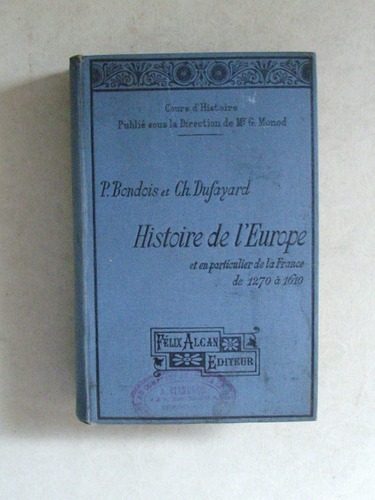 Cours d'Histoire
Publié sous la Direction de Mr G. Monod
P. Bondois et Ch. Dufayard
Histoire de l'Europe
et en particulier de la France
de 1270 à 1610
FÉLIX ALCAN
EDITEUR